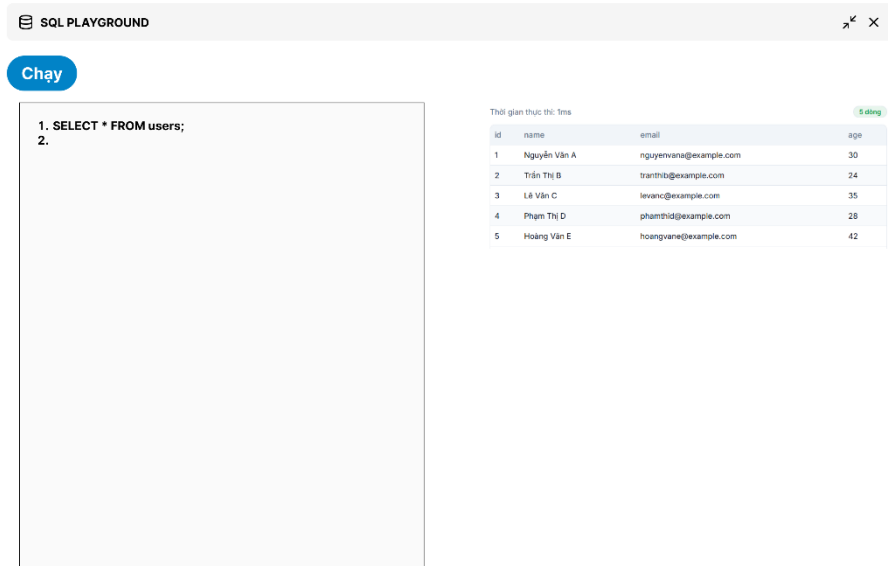 SQL PLAYGROUND
Chạy
1. SELECT * FROM users;
2.
Thời gian thực thi: 1ms
5 dòng
id name email age
1 Nguyễn Văn A nguyenvana@example.com 30
2 Trần Thị B tranthib@example.com 24
3 Lê Văn C levanc@example.com 35
4 Phạm Thị D phamthid@example.com 28
5 Hoàng Văn E hoangvane@example.com 42